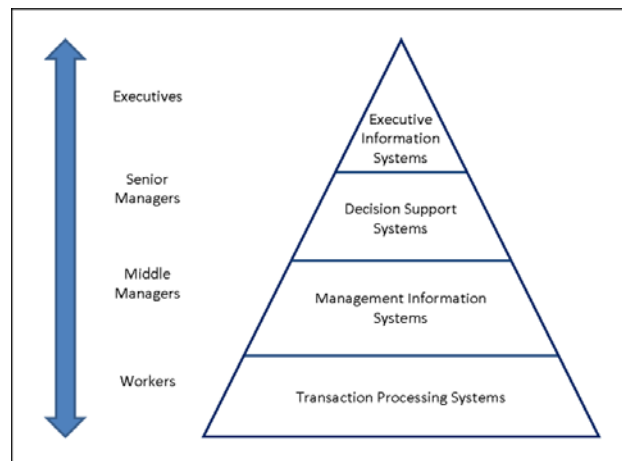 Executives
Senior
Managers
Middle
Managers
Workers
Executive
Information
Systems
Decision Support
Systems
Management Information
Systems
Transaction Processing Systems